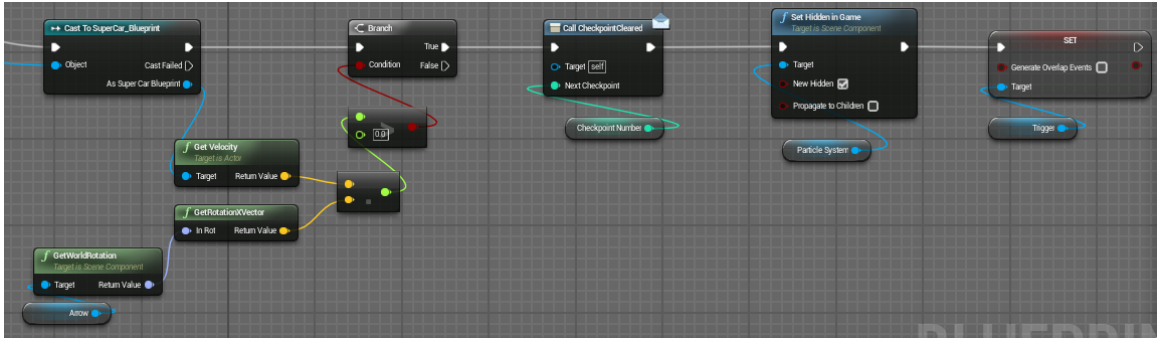 Cast To SuperCar_Blueprint
Object
Cast Failed
As Super Car Blueprint
Branch
True
Condition
False
Call CheckpointCleared
Target self
Next Checkpoint
Checkpoint Number
Set Hidden in Game
Target is Scene Component
Target
New Hidden
Propagate to Children
Particle System
SET
Generate Overlap Events
Target
Trigger
0.0
>
Get Velocity
Target is Actor
Target
Return Value
GetRotationXVector
In Rot
Return Value
GetWorldRotation
Target is Scene Component
Target
Return Value
Arrow
BLUEPRIN